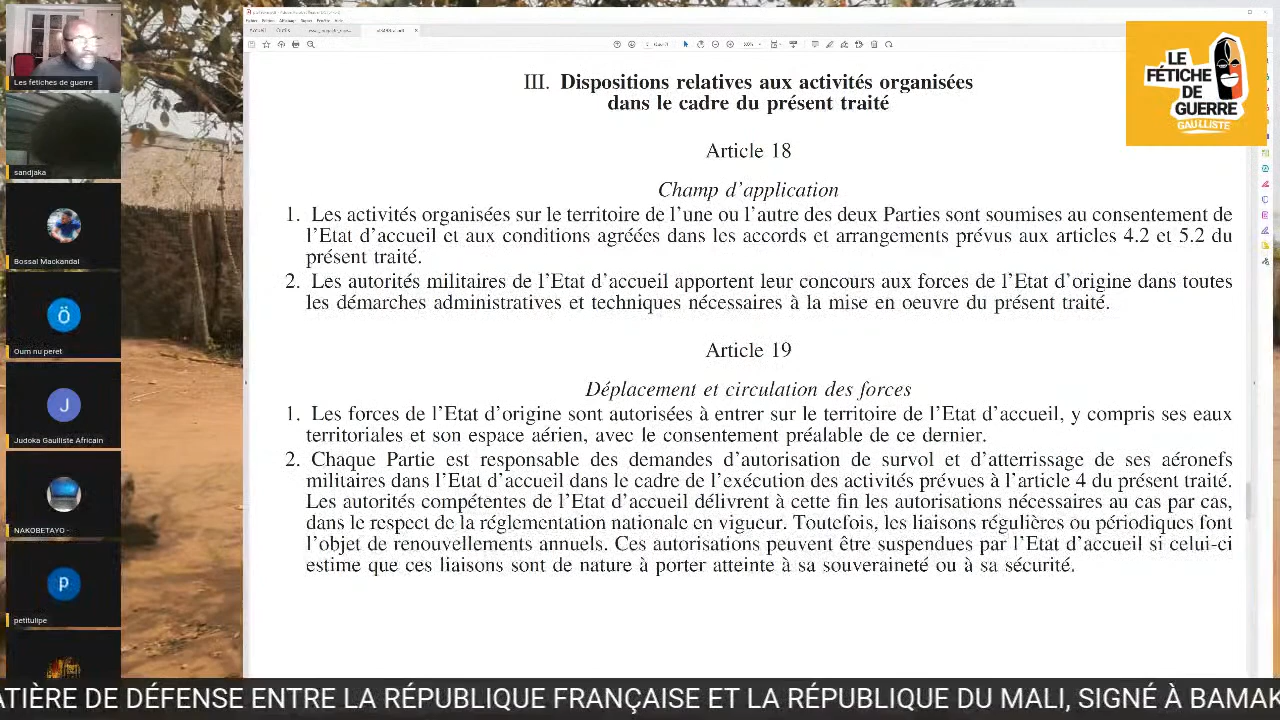 Accueil
Outils
III. Dispositions relatives aux activités organisées
dans le cadre du présent traité
Article 18
Champ d'application
1. Les activités organisées sur le territoire de l'une ou l'autre des deux Parties sont soumises au consentement de
l'Etat d'accueil et aux conditions agréées dans les accords et arrangements prévus aux articles 4.2 et 5.2 du
présent traité.
2. Les autorités militaires de l'Etat d'accueil apportent leur concours aux forces de l'Etat d'origine dans toutes
les démarches administratives et techniques nécessaires à la mise en oeuvre du présent traité.
Article 19
Déplacement et circulation des forces
1. Les forces de l'Etat d'origine sont autorisées à entrer sur le territoire de l'Etat d'accueil, y compris ses eaux
territoriales et son espace aérien, avec le consentement préalable de ce dernier.
2. Chaque Partie est responsable des demandes d'autorisation de survol et d'atterrissage de ses aéronefs
militaires dans l'Etat d'accueil dans le cadre de l'exécution des activités prévues à l'article 4 du présent traité.
Les autorités compétentes de l'Etat d'accueil délivrent à cette fin les autorisations nécessaires au cas par cas,
dans le respect de la réglementation nationale en vigueur. Toutefois, les liaisons régulières ou périodiques font
l'objet de renouvellements annuels. Ces autorisations peuvent être suspendues par l'Etat d'accueil si celui-ci
estime que ces liaisons sont de nature à porter atteinte à sa souveraineté ou à sa sécurité.
LE
FÉTICHE
DE
GUERRE
GAULLISTE
Les fétiches de guerre
sandjaka
Bossal Mackandal
Ö
Oum nu peret
J
Judoka Gaulliste Africain
NAKOBETAYO -
p
petitulipe
ATIÈRE DE DÉFENSE ENTRE LA RÉPUBLIQUE FRANÇAISE ET LA RÉPUBLIQUE DU MALI, SIGNÉ À BAMAK